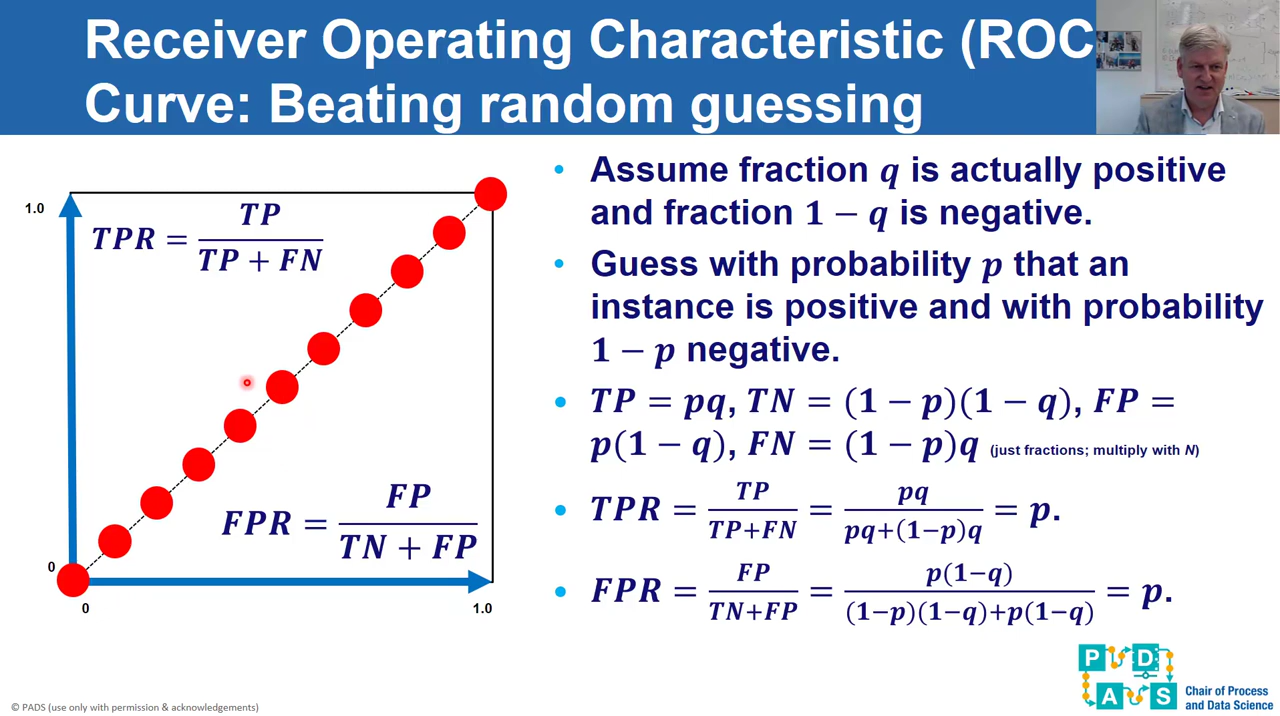 Receiver Operating Characteristic (ROC
Curve: Beating random guessing
1.0
TPR = TP / (TP + FN)
FPR = FP / (TN + FP)
0
0
1.0
• Assume fraction q is actually positive
and fraction 1 − q is negative.
• Guess with probability p that an
instance is positive and with probability
1 − p negative.
• TP = pq, TN = (1 − p)(1 − q), FP =
p(1 − q), FN = (1 − p)q (just fractions; multiply with N)
• TPR = TP / (TP+FN) = pq / (pq+(1−p)q) = p.
• FPR = FP / (TN+FP) = p(1−q) / ((1−p)(1−q)+p(1−q)) = p.
P D
A S
Chair of Process
and Data Science
© PADS (use only with permission & acknowledgements)